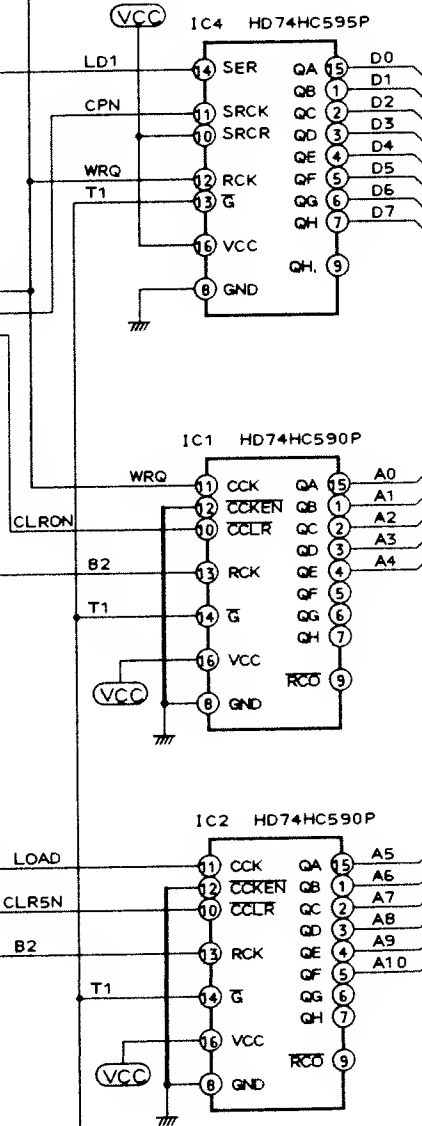 VCC
IC4 HD74HC595P
LD1 14 SER QA 15 D0
QB 1 D1
CPN 11 SRCK QC 2 D2
10 SRCR QD 3 D3
QE 4 D4
WRQ 12 RCK QF 5 D5
T1 13 G QG 6 D6
QH 7 D7
16 VCC
QH, 9
8 GND
IC1 HD74HC590P
WRQ 11 CCK QA 15 A0
12 CCKEN QB 1 A1
CLRON 10 CCLR QC 2 A2
QD 3 A3
B2 13 RCK QE 4 A4
QF 5
T1 14 G QG 6
QH 7
16 VCC
VCC RCO 9
8 GND
IC2 HD74HC590P
LOAD 11 CCK QA 15 A5
12 CCKEN QB 1 A6
CLR5N 10 CCLR QC 2 A7
QD 3 A8
B2 13 RCK QE 4 A9
QF 5 A10
T1 14 G QG 6
QH 7
16 VCC
VCC RCO 9
8 GND